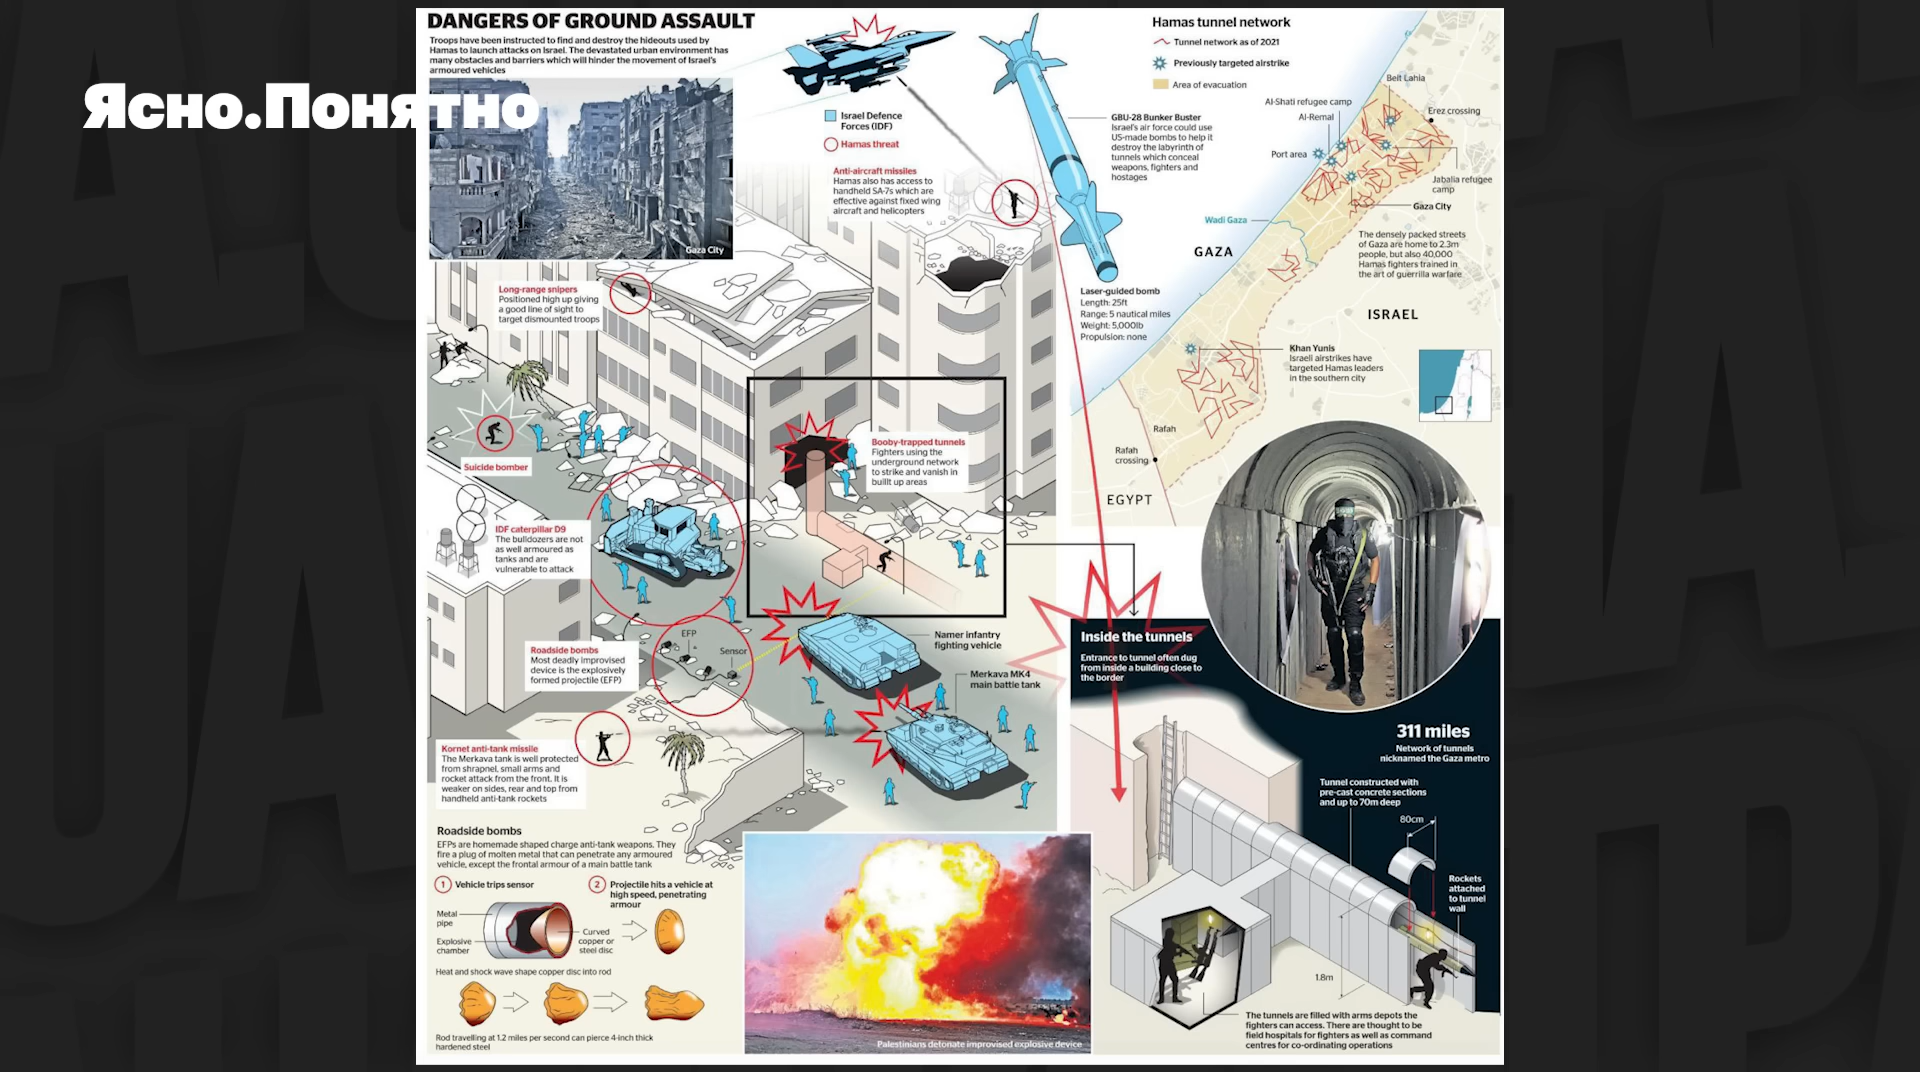 DANGERS OF GROUND ASSAULT
Troops have been instructed to find and destroy the hideouts used by
Hamas to launch attacks on Israel. The devastated urban environment has
many obstacles and barriers which will hinder the movement of Israel's
armoured vehicles
Ясно.Понятно
Gaza City
Israel Defence
Forces (IDF)
Hamas threat
Anti-aircraft missiles
Hamas also has access to
handheld SA-7s which are
effective against fixed wing
aircraft and helicopters
GBU-28 Bunker Buster
Israel's air force could use
US-made bombs to help it
destroy the labyrinth of
tunnels which conceal
weapons, fighters and
hostages
Laser-guided bomb
Length: 25ft
Range: 5 nautical miles
Weight: 5,000lb
Propulsion: none
Hamas tunnel network
Tunnel network as of 2021
Previously targeted airstrike
Area of evacuation
Beit Lahia
Al-Shati refugee camp
Erez crossing
Al-Remal
Port area
Jabalia refugee
camp
Gaza City
Wadi Gaza
The densely packed streets
of Gaza are home to 2.3m
people, but also 40,000
Hamas fighters trained in
the art of guerrilla warfare
GAZA
ISRAEL
Khan Yunis
Israeli airstrikes have
targeted Hamas leaders
in the southern city
Rafah
Rafah
crossing
EGYPT
Long-range snipers
Positioned high up giving
a good line of sight to
target dismounted troops
Suicide bomber
Booby-trapped tunnels
Fighters using the
underground network
to strike and vanish in
built up areas
IDF caterpillar D9
The bulldozers are not
as well armoured as
tanks and are
vulnerable to attack
EFP
Sensor
Roadside bombs
Most deadly improvised
device is the explosively
formed projectile (EFP)
Namer infantry
fighting vehicle
Merkava MK4
main battle tank
Kornet anti-tank missile
The Merkava tank is well protected
from shrapnel, small arms and
rocket attack from the front. It is
weaker on sides, rear and top from
handheld anti-tank rockets
Roadside bombs
EFPs are homemade shaped charge anti-tank weapons. They
fire a plug of molten metal that can penetrate any armoured
vehicle, except the frontal armour of a main battle tank
1 Vehicle trips sensor
2 Projectile hits a vehicle at
high speed, penetrating
armour
Metal
pipe
Explosive
chamber
Curved
copper or
steel disc
Heat and shock wave shape copper disc into rod
Rod travelling at 1.2 miles per second can pierce 4-inch thick
hardened steel
Palestinians detonate improvised explosive device
Inside the tunnels
Entrance to tunnel often dug
from inside a building close to
the border
311 miles
Network of tunnels
nicknamed the Gaza metro
Tunnel constructed with
pre-cast concrete sections
and up to 70m deep
80cm
Rockets
attached
to tunnel
wall
1.8m
The tunnels are filled with arms depots the
fighters can access. There are thought to be
field hospitals for fighters as well as command
centres for co-ordinating operations